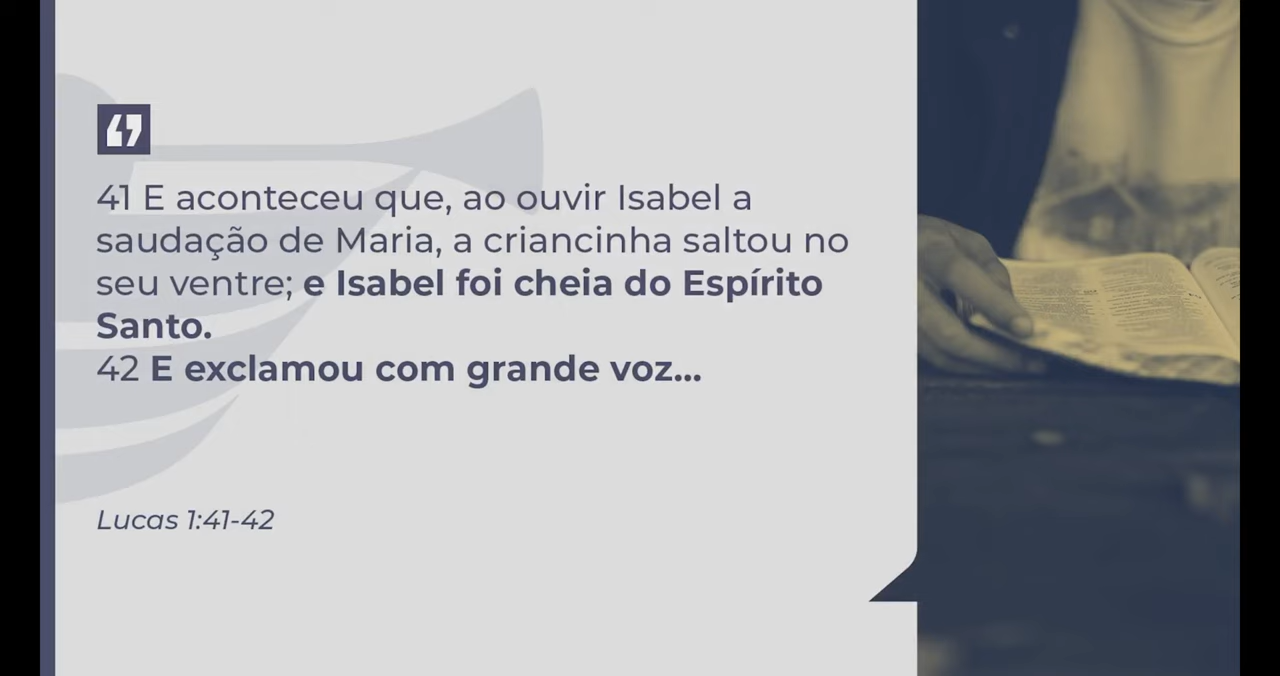 41 E aconteceu que, ao ouvir Isabel a
saudação de Maria, a criancinha saltou no
seu ventre; e Isabel foi cheia do Espírito
Santo.
42 E exclamou com grande voz...
Lucas 1:41-42